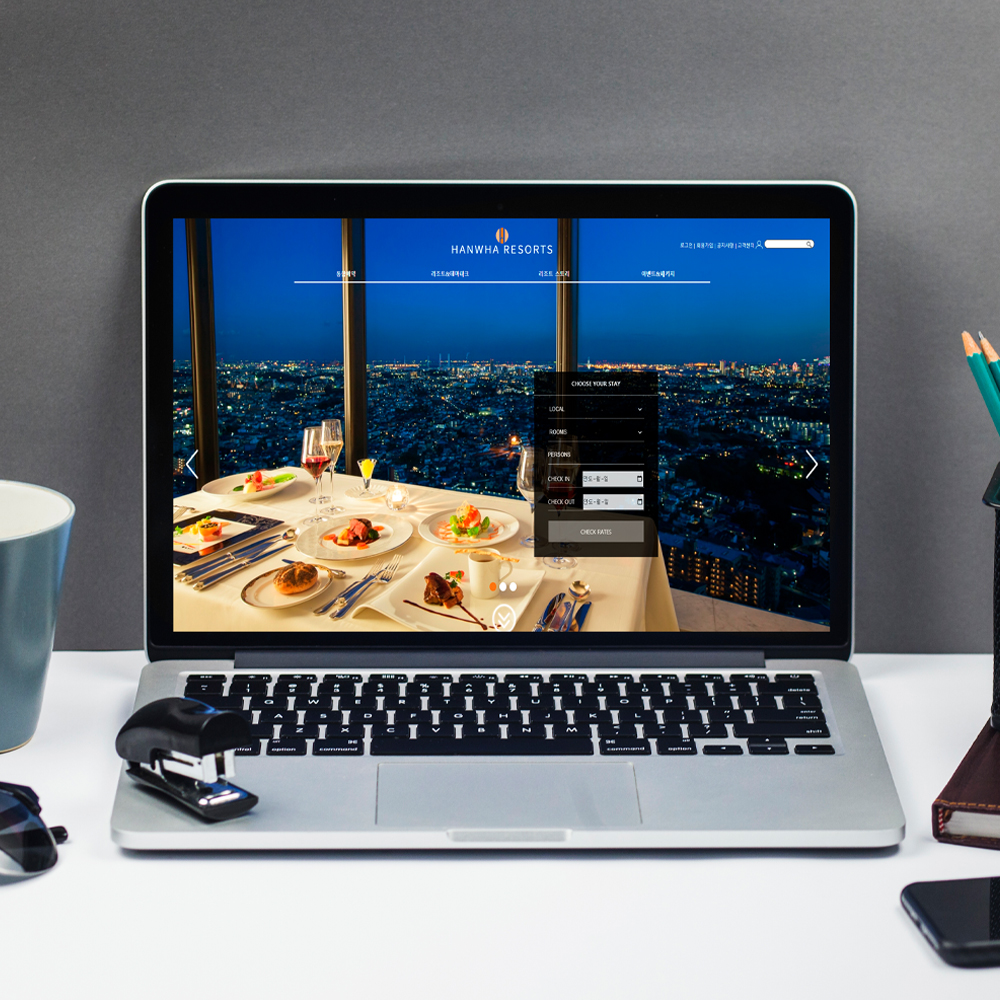 HANWHA RESORTS
로그인 | 회원가입 | 공지사항 | 고객센터
통합예약 리조트&테마파크 리조트 스토리 이벤트&패키지
CHOOSE YOUR STAY
LOCAL
ROOMS
PERSONS
CHECK IN 연도-월-일
CHECK OUT 연도-월-일
CHECK RATES
delete
Q W E R T Y U I O P
enter
return
A S D F G H J K L
shift
Z X C V B N M
option command command option